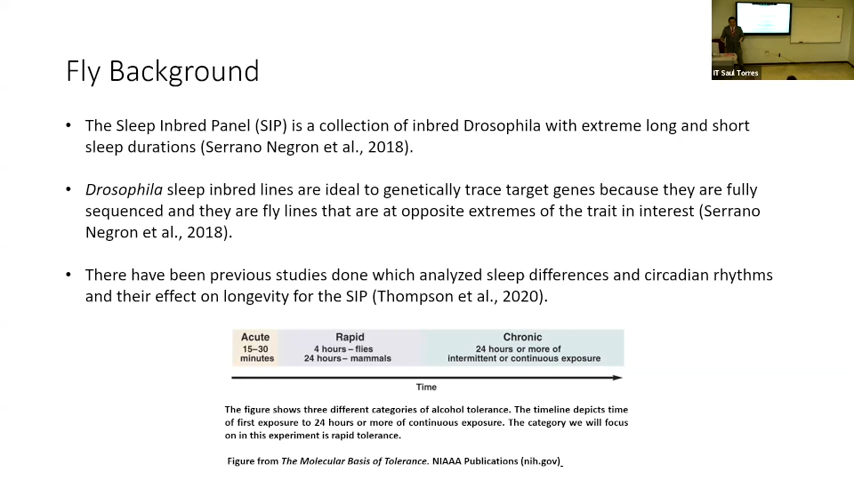 IT Saul Torres
Fly Background
• The Sleep Inbred Panel (SIP) is a collection of inbred Drosophila with extreme long and short
sleep durations (Serrano Negron et al., 2018).
• Drosophila sleep inbred lines are ideal to genetically trace target genes because they are fully
sequenced and they are fly lines that are at opposite extremes of the trait in interest (Serrano
Negron et al., 2018).
• There have been previous studies done which analyzed sleep differences and circadian rhythms
and their effect on longevity for the SIP (Thompson et al., 2020).
Acute
15–30
minutes
Rapid
4 hours – flies
24 hours – mammals
Chronic
24 hours or more of
intermittent or continuous exposure
Time
The figure shows three different categories of alcohol tolerance. The timeline depicts time
of first exposure to 24 hours or more of continuous exposure. The category we will focus
on in this experiment is rapid tolerance.
Figure from The Molecular Basis of Tolerance. NIAAA Publications (nih.gov)